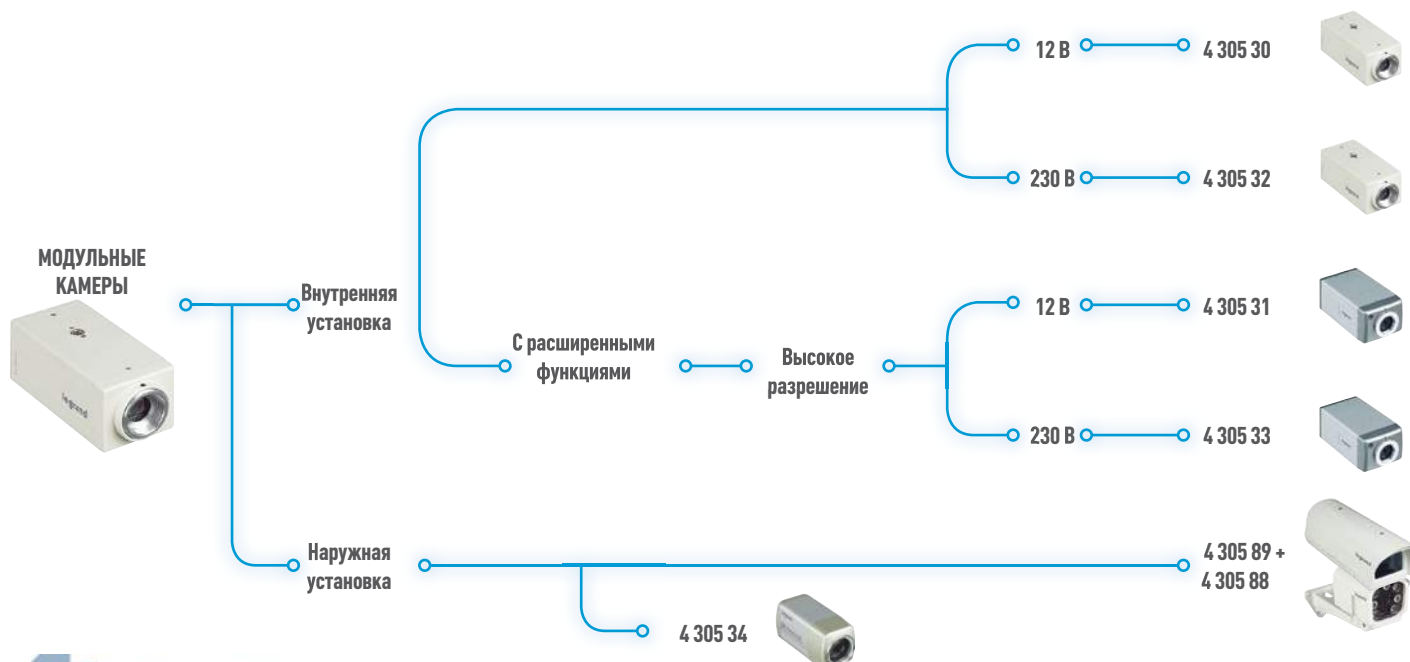 МОДУЛЬНЫЕ
КАМЕРЫ
legrand
Внутренняя
установка
12 В
4 305 30
230 В
4 305 32
С расширенными
функциями
Высокое
разрешение
12 В
4 305 31
230 В
4 305 33
Наружная
установка
4 305 89 +
4 305 88
4 305 34